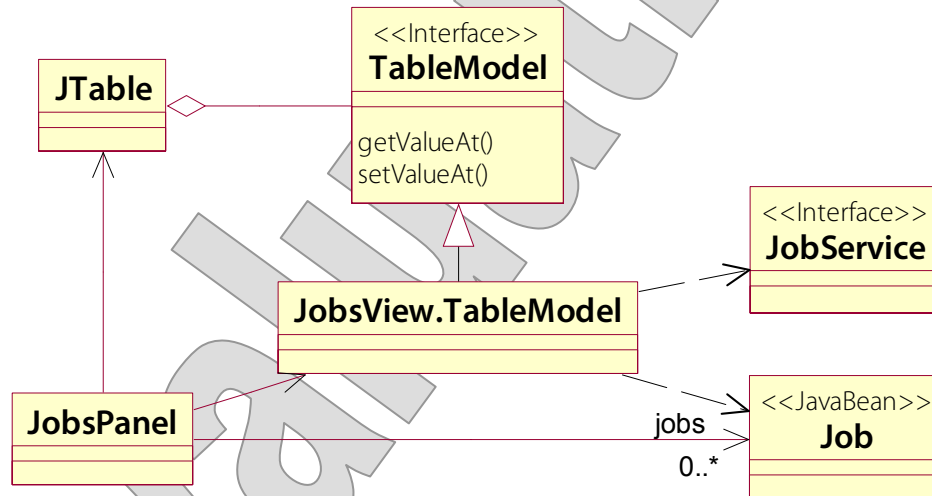 <<Interface>>
TableModel
getValueAt()
setValueAt()
JTable
<<Interface>>
JobService
JobsView.TableModel
JobsPanel
jobs
0..*
<<JavaBean>>
Job